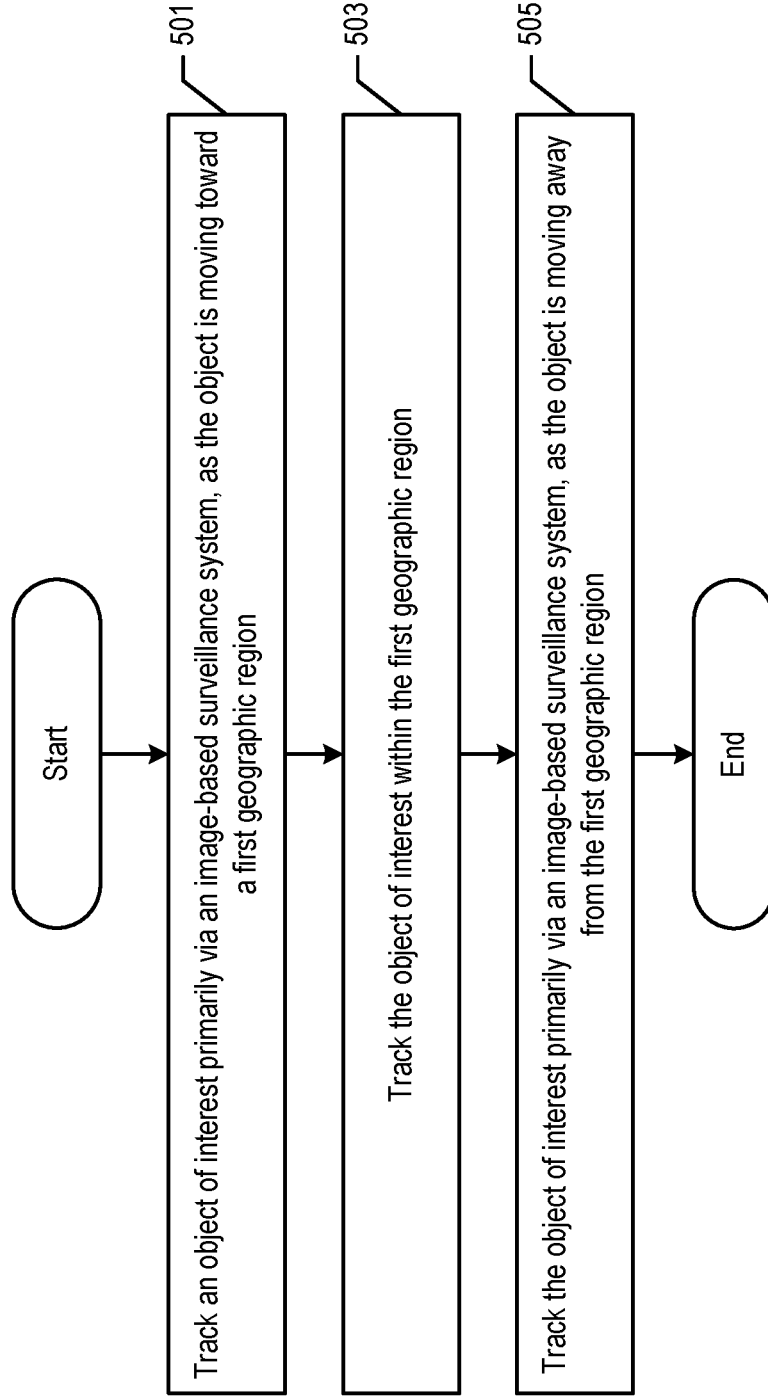 Start
Track an object of interest primarily via an image-based surveillance system, as the object is moving toward
a first geographic region
501
Track the object of interest within the first geographic region
503
Track the object of interest primarily via an image-based surveillance system, as the object is moving away
from the first geographic region
505
End